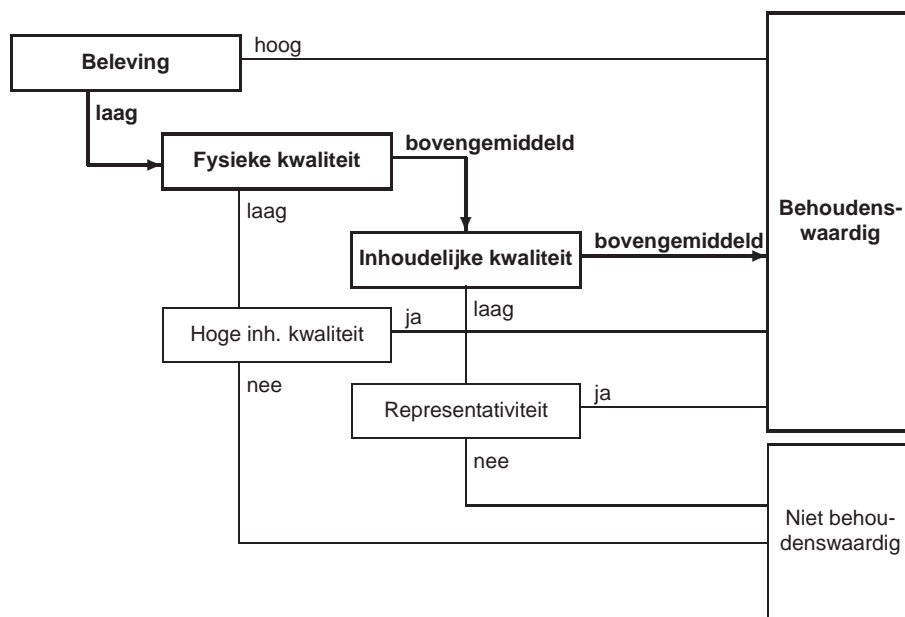 hoog
Beleving
laag
bovengemiddeld
Fysieke kwaliteit
laag
Behoudens-
waardig
bovengemiddeld
Inhoudelijke kwaliteit
laag
ja
Hoge inh. kwaliteit
nee
ja
Representativiteit
nee
Niet behou-
denswaardig